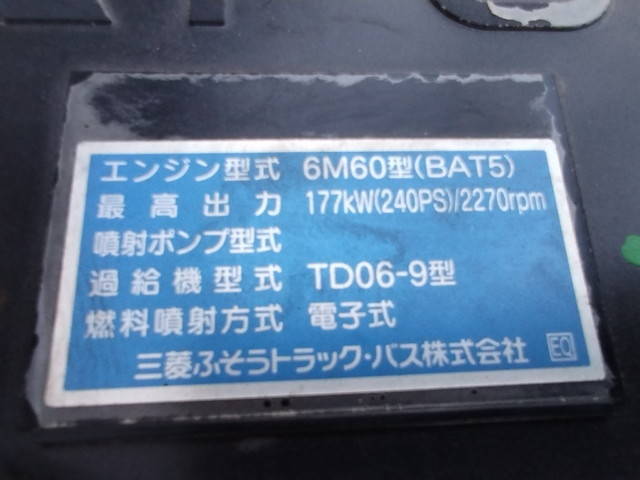 エンジン型式 6M60型(BAT5)
最高出力 177kW(240PS)/2270rpm
噴射ポンプ型式
過給機型式 TD06-9型
燃料噴射方式 電子式
三菱ふそうトラック・バス株式会社 EQ